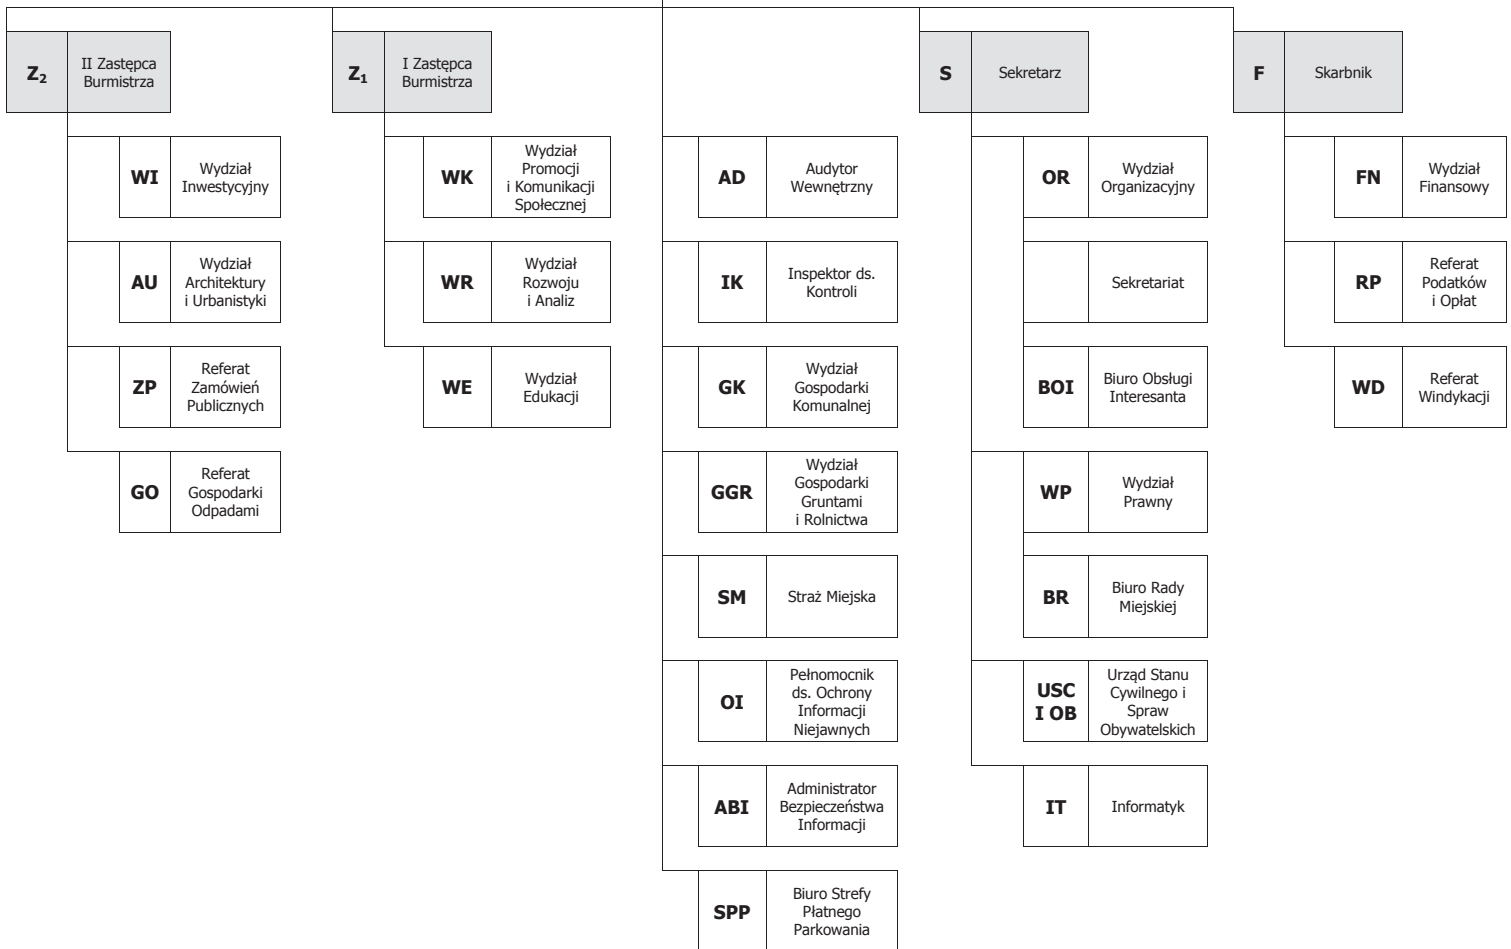 Z₂
II Zastępca
Burmistrza
WI
Wydział
Inwestycyjny
AU
Wydział
Architektury
i Urbanistyki
ZP
Referat
Zamówień
Publicznych
GO
Referat
Gospodarki
Odpadami
Z₁
I Zastępca
Burmistrza
WK
Wydział
Promocji
i Komunikacji
Społecznej
WR
Wydział
Rozwoju
i Analiz
WE
Wydział
Edukacji
AD
Audytor
Wewnętrzny
IK
Inspektor ds.
Kontroli
GK
Wydział
Gospodarki
Komunalnej
GGR
Wydział
Gospodarki
Gruntami
i Rolnictwa
SM
Straż Miejska
OI
Pełnomocnik
ds. Ochrony
Informacji
Niejawnych
ABI
Administrator
Bezpieczeństwa
Informacji
SPP
Biuro Strefy
Płatnego
Parkowania
S
Sekretarz
OR
Wydział
Organizacyjny
Sekretariat
BOI
Biuro Obsługi
Interesanta
WP
Wydział
Prawny
BR
Biuro Rady
Miejskiej
USC
I OB
Urząd Stanu
Cywilnego i
Spraw
Obywatelskich
IT
Informatyk
F
Skarbnik
FN
Wydział
Finansowy
RP
Referat
Podatków
i Opłat
WD
Referat
Windykacji